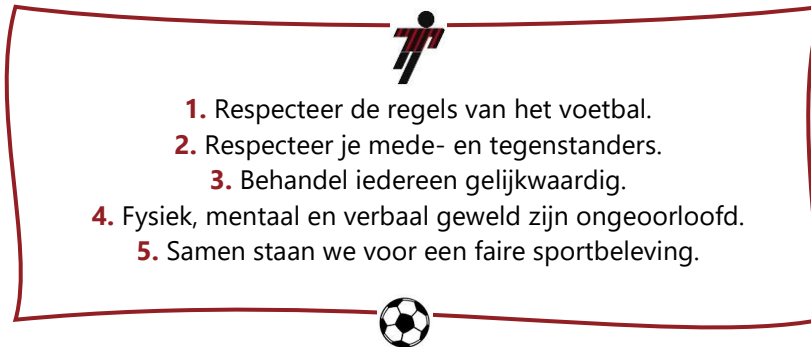 1. Respecteer de regels van het voetbal.
2. Respecteer je mede- en tegenstanders.
3. Behandel iedereen gelijkwaardig.
4. Fysiek, mentaal en verbaal geweld zijn ongeoorloofd.
5. Samen staan we voor een faire sportbeleving.